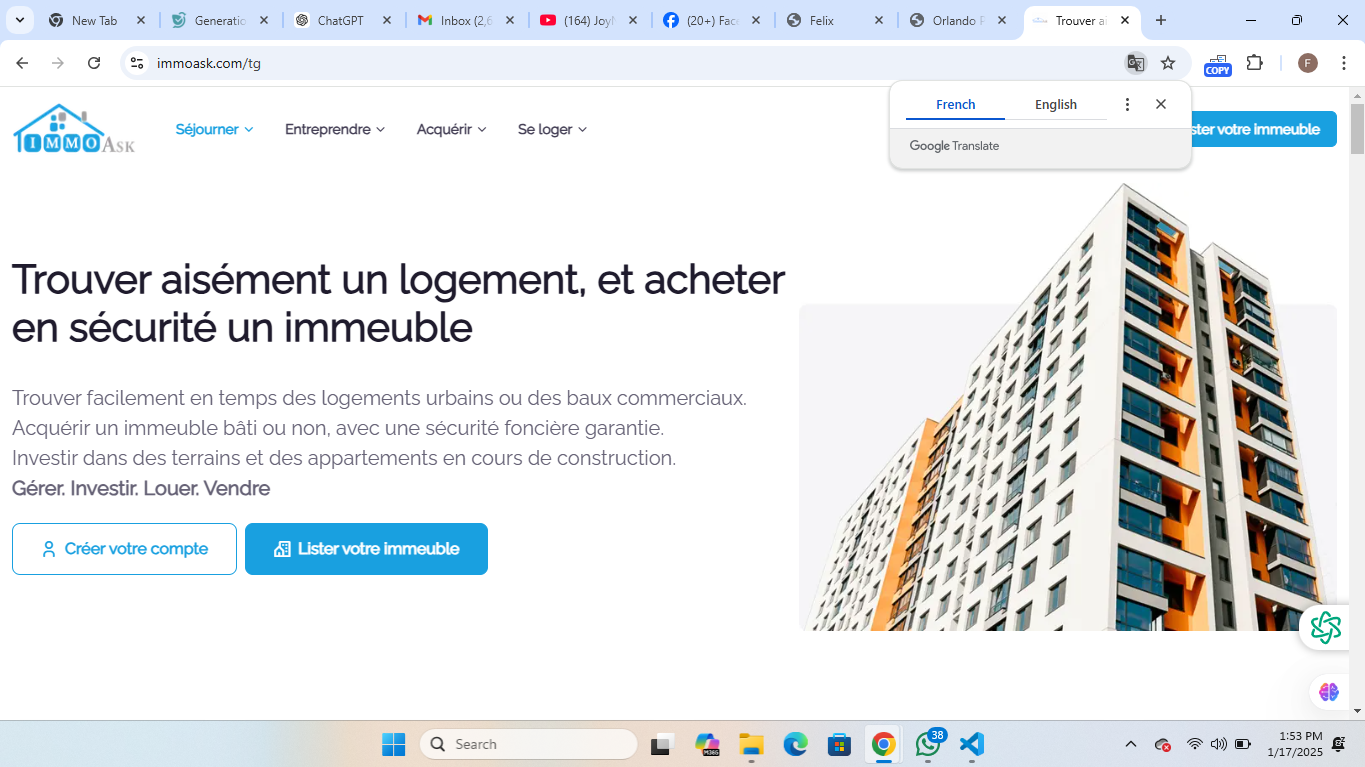 New Tab
Generatio
ChatGPT
Inbox (2,6
(164) Joy
(20+) Fac
Felix
Orlando P
Trouver ai
immoask.com/tg
COPY
F
French
English
Google Translate
IMMOASK
Séjourner
Entreprendre
Acquérir
Se loger
ster votre immeuble
Trouver aisément un logement, et acheter
en sécurité un immeuble
Trouver facilement en temps des logements urbains ou des baux commerciaux.
Acquérir un immeuble bâti ou non, avec une sécurité foncière garantie.
Investir dans des terrains et des appartements en cours de construction.
Gérer. Investir. Louer. Vendre
Créer votre compte
Lister votre immeuble
Search
M365
38
1:53 PM
1/17/2025